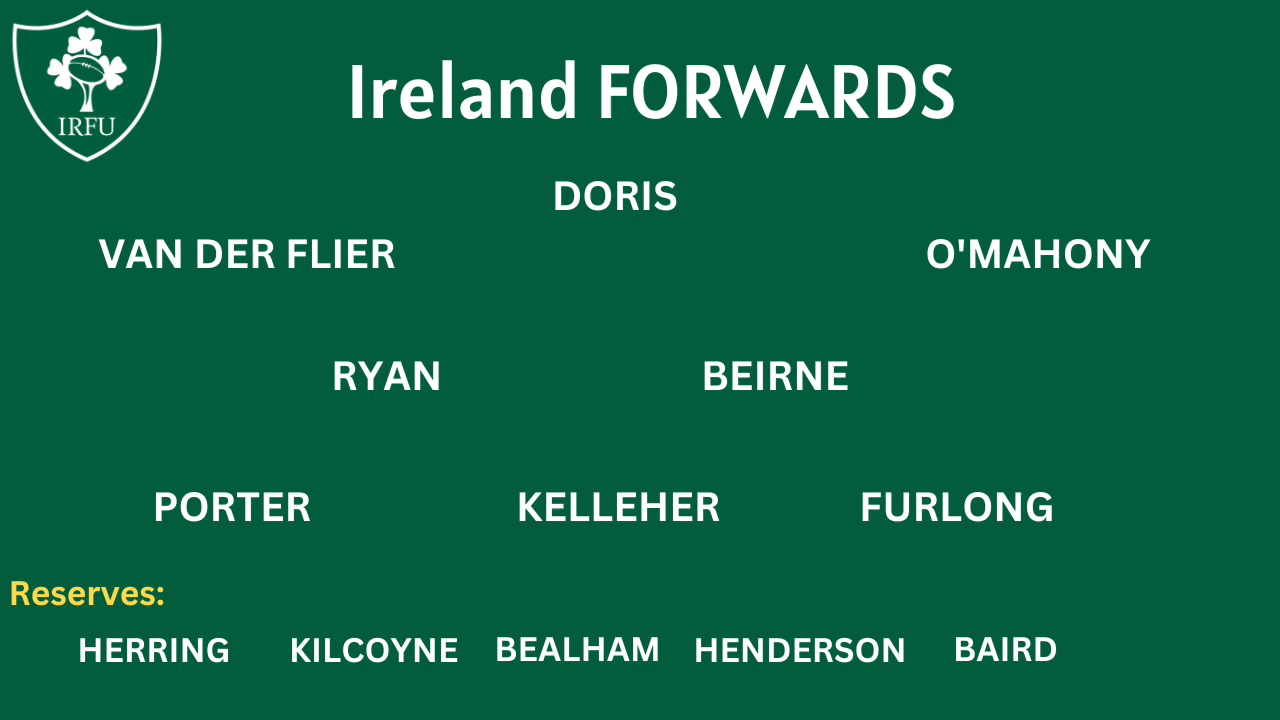 IRFU
Ireland FORWARDS
DORIS
VAN DER FLIER O'MAHONY
RYAN BEIRNE
PORTER KELLEHER FURLONG
Reserves:
HERRING KILCOYNE BEALHAM HENDERSON BAIRD